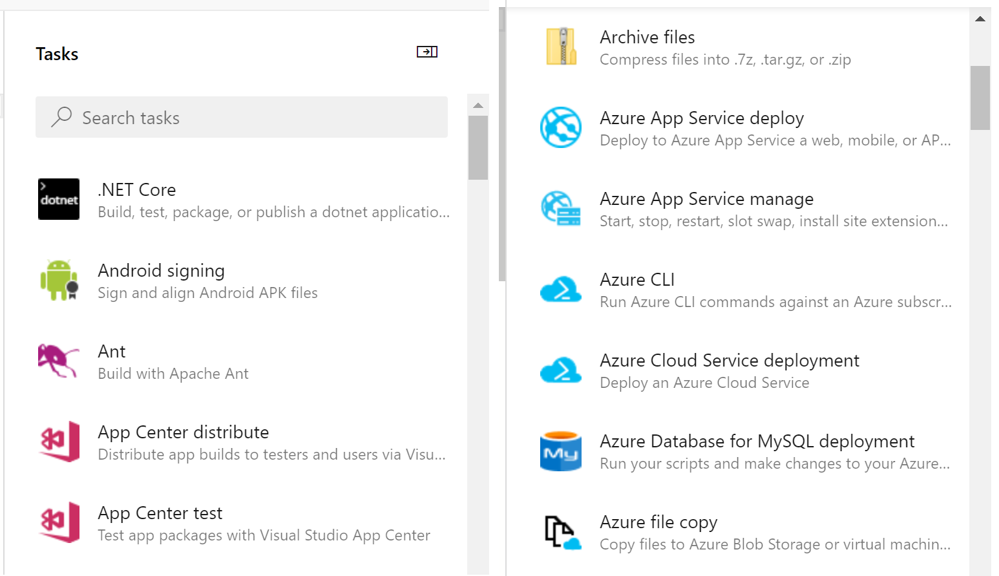 Tasks
Search tasks
dotnet
.NET Core
Build, test, package, or publish a dotnet applicatio...
Android signing
Sign and align Android APK files
Ant
Build with Apache Ant
App Center distribute
Distribute app builds to testers and users via Visu...
App Center test
Test app packages with Visual Studio App Center
Archive files
Compress files into .7z, .tar.gz, or .zip
Azure App Service deploy
Deploy to Azure App Service a web, mobile, or AP...
Azure App Service manage
Start, stop, restart, slot swap, install site extension...
Azure CLI
Run Azure CLI commands against an Azure subscr...
Azure Cloud Service deployment
Deploy an Azure Cloud Service
My
Azure Database for MySQL deployment
Run your scripts and make changes to your Azure...
Azure file copy
Copy files to Azure Blob Storage or virtual machin...